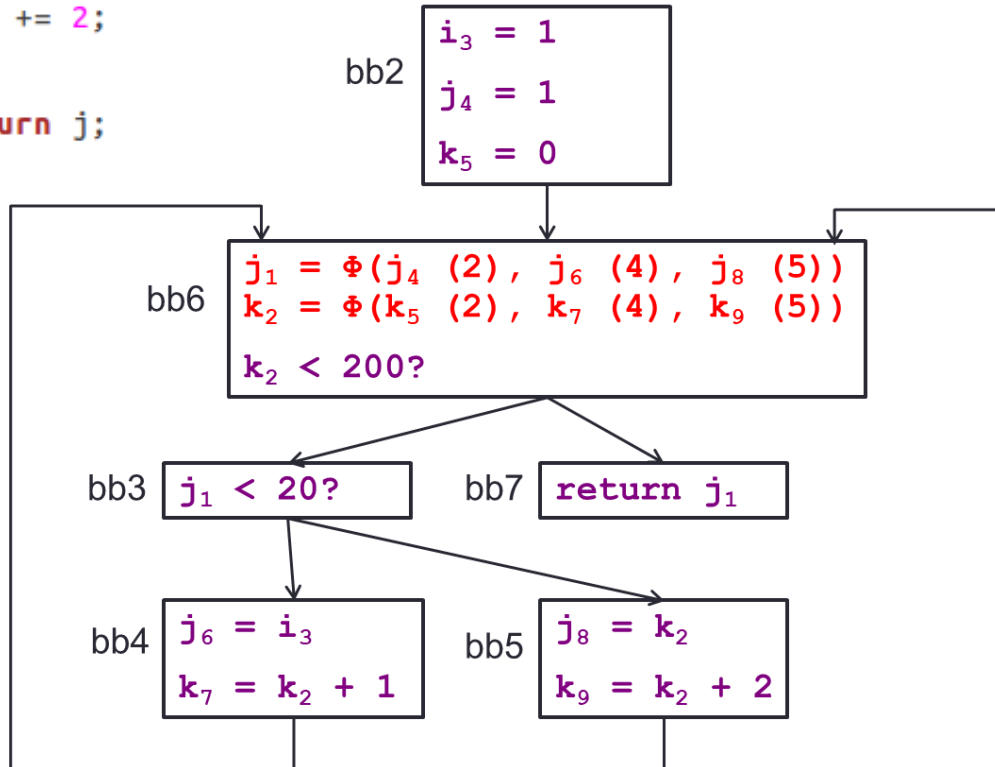 += 2;
urn j;
bb2
i₃ = 1
j₄ = 1
k₅ = 0
bb6
j₁ = Φ(j₄ (2), j₆ (4), j₈ (5))
k₂ = Φ(k₅ (2), k₇ (4), k₉ (5))
k₂ < 200?
bb3
j₁ < 20?
bb7
return j₁
bb4
j₆ = i₃
k₇ = k₂ + 1
bb5
j₈ = k₂
k₉ = k₂ + 2